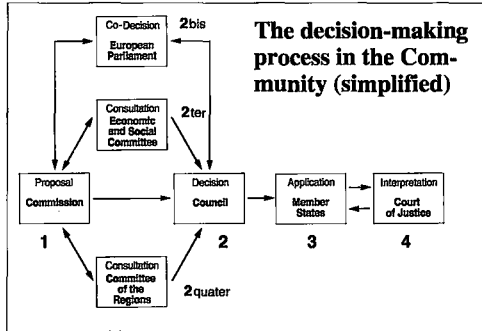 The decision-making
process in the Com-
munity (simplified)
Co-Decision
European
Parliament
2bis
Consultation
Economic
and Social
Committee
2ter
Proposal
Commission
1
Decision
Council
2
Application
Member
States
3
Interpretation
Court
of Justice
4
Consultation
Committee
of the
Regions
2quater